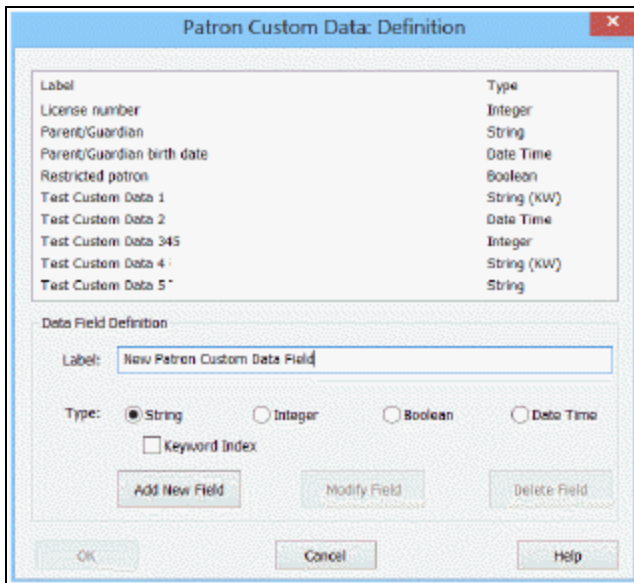 Patron Custom Data: Definition
Label Type
License number Integer
Parent/Guardian String
Parent/Guardian birth date Date Time
Restricted patron Boolean
Test Custom Data 1 String (KW)
Test Custom Data 2 Date Time
Test Custom Data 345 Integer
Test Custom Data 4 String (KW)
Test Custom Data 5 String
Data Field Definition
Label: New Patron Custom Data Field
Type: String Integer Boolean Date Time
Keyword Index
Add New Field Modify Field Delete Field
OK Cancel Help